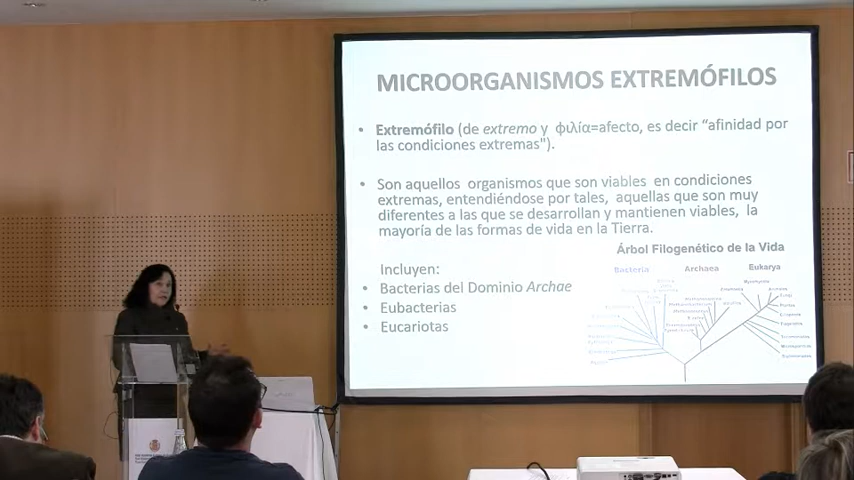 MICROORGANISMOS EXTREMÓFILOS
• Extremófilo (de extremo y φιλία=afecto, es decir “afinidad por
las condiciones extremas").
• Son aquellos organismos que son viables en condiciones
extremas, entendiéndose por tales, aquellas que son muy
diferentes a las que se desarrollan y mantienen viables, la
mayoría de las formas de vida en la Tierra.
Árbol Filogenético de la Vida
Bacteria Archaea Eukarya
Incluyen:
• Bacterias del Dominio Archae
• Eubacterias
• Eucariotas